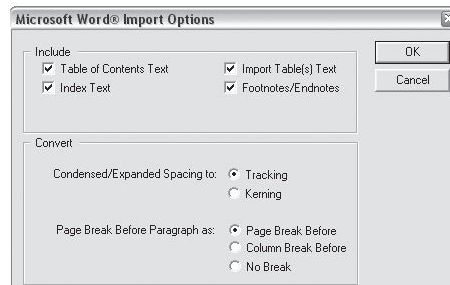 Microsoft Word® Import Options
Include
OK
Table of Contents Text
Import Table(s) Text
Index Text
Footnotes/Endnotes
Cancel
Convert
Condensed/Expanded Spacing to:
Tracking
Kerning
Page Break Before Paragraph as:
Page Break Before
Column Break Before
No Break